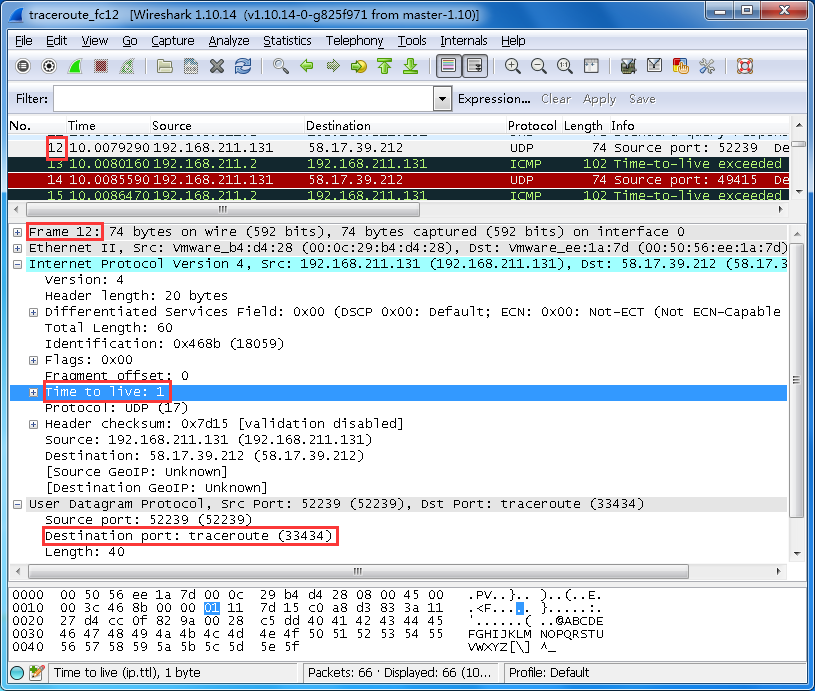 traceroute_fc12 [Wireshark 1.10.14 (v1.10.14-0-g825f971 from master-1.10)]
File Edit View Go Capture Analyze Statistics Telephony Tools Internals Help
Filter: Expression... Clear Apply Save
No. Time Source Destination Protocol Length Info
12 10.0079290 192.168.211.131 58.17.39.212 UDP 74 Source port: 52239 De
13 10.0080160 192.168.211.2 192.168.211.131 ICMP 102 Time-to-live exceeded
14 10.0085590 192.168.211.131 58.17.39.212 UDP 74 Source port: 49415 De
15 10.0086470 192.168.211.2 192.168.211.131 ICMP 102 Time-to-live exceeded
Frame 12: 74 bytes on wire (592 bits), 74 bytes captured (592 bits) on interface 0
Ethernet II, Src: Vmware_b4:d4:28 (00:0c:29:b4:d4:28), Dst: Vmware_ee:1a:7d (00:50:56:ee:1a:7d)
Internet Protocol Version 4, Src: 192.168.211.131 (192.168.211.131), Dst: 58.17.39.212 (58.17.3
Version: 4
Header length: 20 bytes
Differentiated Services Field: 0x00 (DSCP 0x00: Default; ECN: 0x00: Not-ECT (Not ECN-Capable
Total Length: 60
Identification: 0x468b (18059)
Flags: 0x00
Fragment offset: 0
Time to live: 1
Protocol: UDP (17)
Header checksum: 0x7d15 [validation disabled]
Source: 192.168.211.131 (192.168.211.131)
Destination: 58.17.39.212 (58.17.39.212)
[Source GeoIP: Unknown]
[Destination GeoIP: Unknown]
User Datagram Protocol, Src Port: 52239 (52239), Dst Port: traceroute (33434)
Source port: 52239 (52239)
Destination port: traceroute (33434)
Length: 40
0000 00 50 56 ee 1a 7d 00 0c 29 b4 d4 28 08 00 45 00 .PV..}.. )..(..E.
0010 00 3c 46 8b 00 00 01 11 7d 15 c0 a8 d3 83 3a 11 .<F..... }.....:.
0020 27 d4 cc 0f 82 9a 00 28 c5 dd 40 41 42 43 44 45 '......( ..@ABCDE
0030 46 47 48 49 4a 4b 4c 4d 4e 4f 50 51 52 53 54 55 FGHIJKLM NOPQRSTU
0040 56 57 58 59 5a 5b 5c 5d 5e 5f VWXYZ[\] ^_
Time to live (ip.ttl), 1 byte Packets: 66 · Displayed: 66 (10... Profile: Default